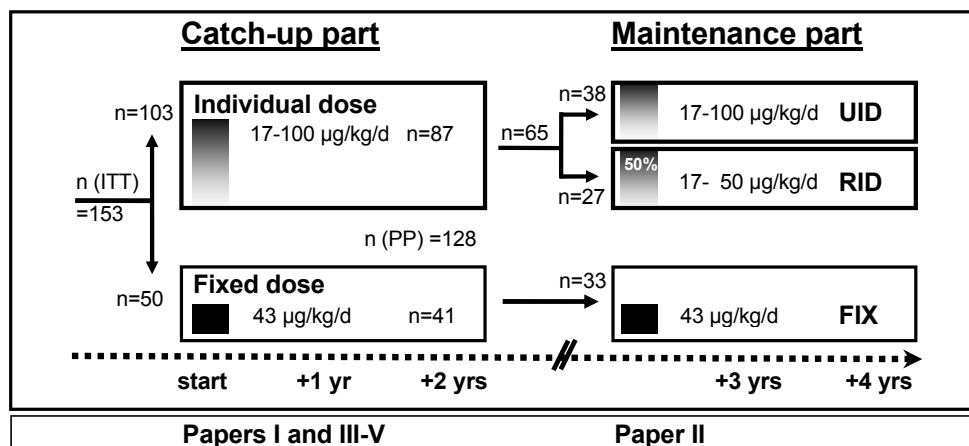 Catch-up part
Maintenance part
Individual dose
n=103
17-100 µg/kg/d n=87
n=65
n=38
17-100 µg/kg/d UID
n (ITT)
=153
50%
17- 50 µg/kg/d RID
n=27
n (PP) =128
n=50
Fixed dose
43 µg/kg/d n=41
n=33
43 µg/kg/d FIX
start +1 yr +2 yrs +3 yrs +4 yrs
Papers I and III-V Paper II